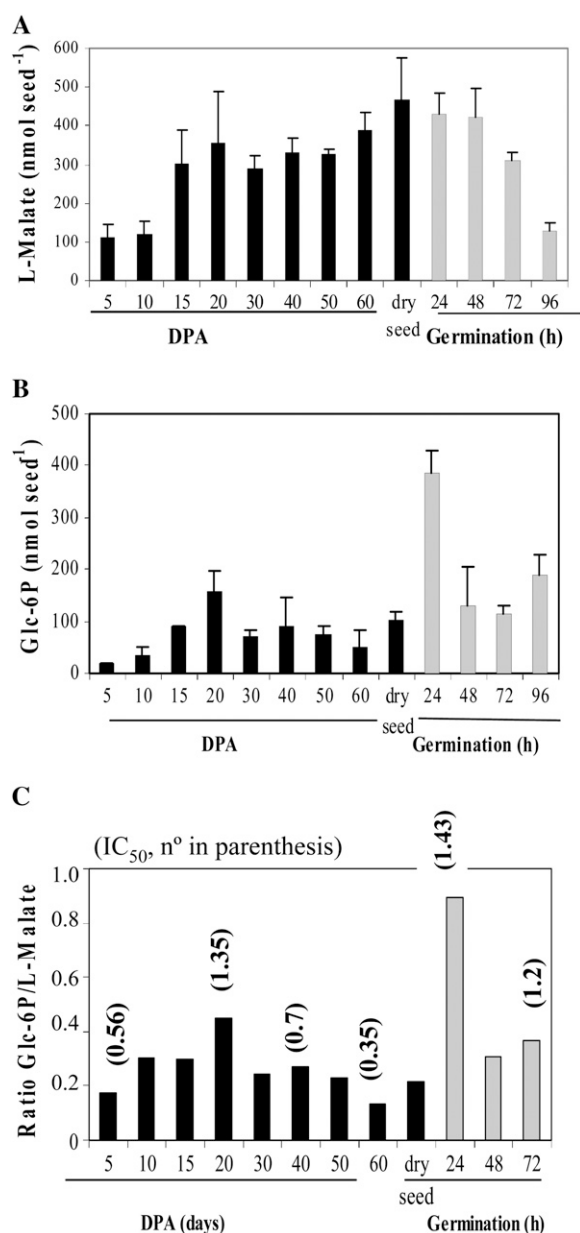 A
L-Malate (nmol seed-1)
600
500
400
300
200
100
0
5 10 15 20 30 40 50 60 dry 24 48 72 96
seed
DPA Germination (h)
B
Glc-6P (nmol seed1)
500
400
300
200
100
0
5 10 15 20 30 40 50 60 dry 24 48 72 96
seed
DPA Germination (h)
C
(IC50, nº in parenthesis)
Ratio Glc-6P/L-Malate
1.0
0.8
0.6
0.4
0.2
0
(0.56) (1.35) (0.7) (0.35) (1.43) (1.2)
5 10 15 20 30 40 50 60 dry 24 48 72
seed
DPA (days) Germination (h)